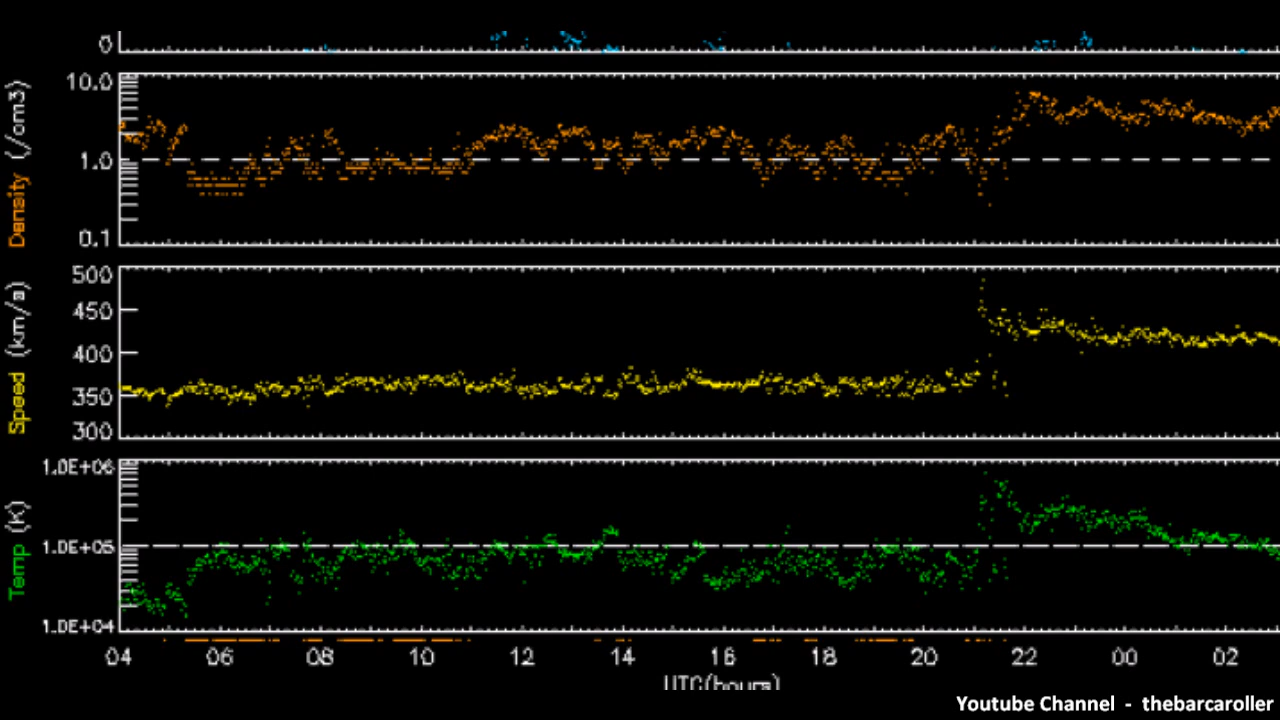 0
10.0
1.0
0.1
Density (/cm3)
500
450
400
350
300
Speed (km/s)
1.0E+06
1.0E+05
1.0E+04
Temp (K)
04 06 08 10 12 14 16 18 20 22 00 02
UTC(hours)
Youtube Channel - thebarcaroller